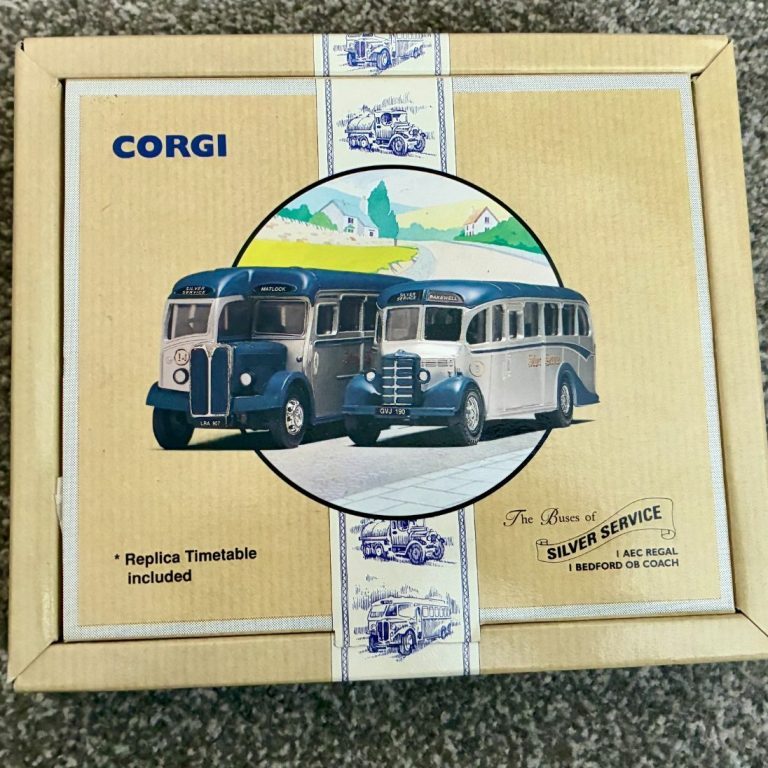 CORGI
SILVER SERVICE
MATLOCK
SILVER SERVICE
BAKEWELL
LRA 907
GVJ 190
Silver Service
* Replica Timetable
included
The Buses of
SILVER SERVICE
1 AEC REGAL
1 BEDFORD OB COACH